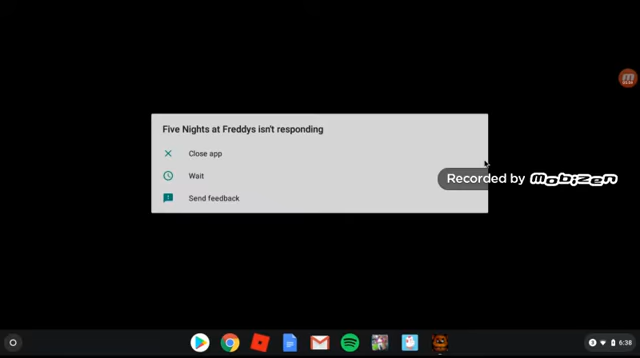 Five Nights at Freddys isn't responding
Close app
Wait
Recorded by mobizen
Send feedback
6:38